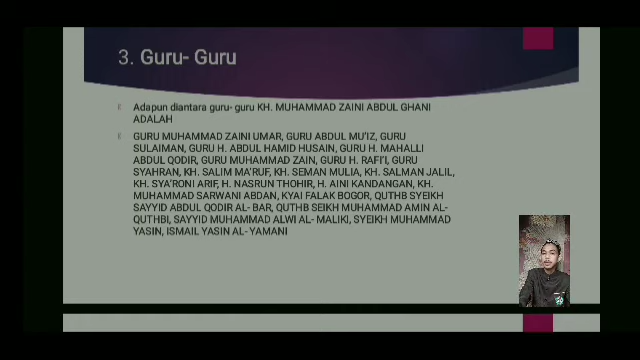 3. Guru- Guru
Adapun diantara guru- guru KH. MUHAMMAD ZAINI ABDUL GHANI
ADALAH
GURU MUHAMMAD ZAINI UMAR, GURU ABDUL MU'IZ, GURU
SULAIMAN, GURU H. ABDUL HAMID HUSAIN, GURU H. MAHALLI
ABDUL QODIR, GURU MUHAMMAD ZAIN, GURU H. RAFI'I, GURU
SYAHRAN, KH. SALIM MA'RUF, KH. SEMAN MULIA, KH. SALMAN JALIL,
KH. SYA'RONI ARIF, H. NASRUN THOHIR, H. AINI KANDANGAN, KH.
MUHAMMAD SARWANI ABDAN, KYAI FALAK BOGOR, QUTHB SYEIKH
SAYYID ABDUL QODIR AL- BAR, QUTHB SEIKH MUHAMMAD AMIN AL-
QUTHBI, SAYYID MUHAMMAD ALWI AL- MALIKI, SYEIKH MUHAMMAD
YASIN, ISMAIL YASIN AL- YAMANI